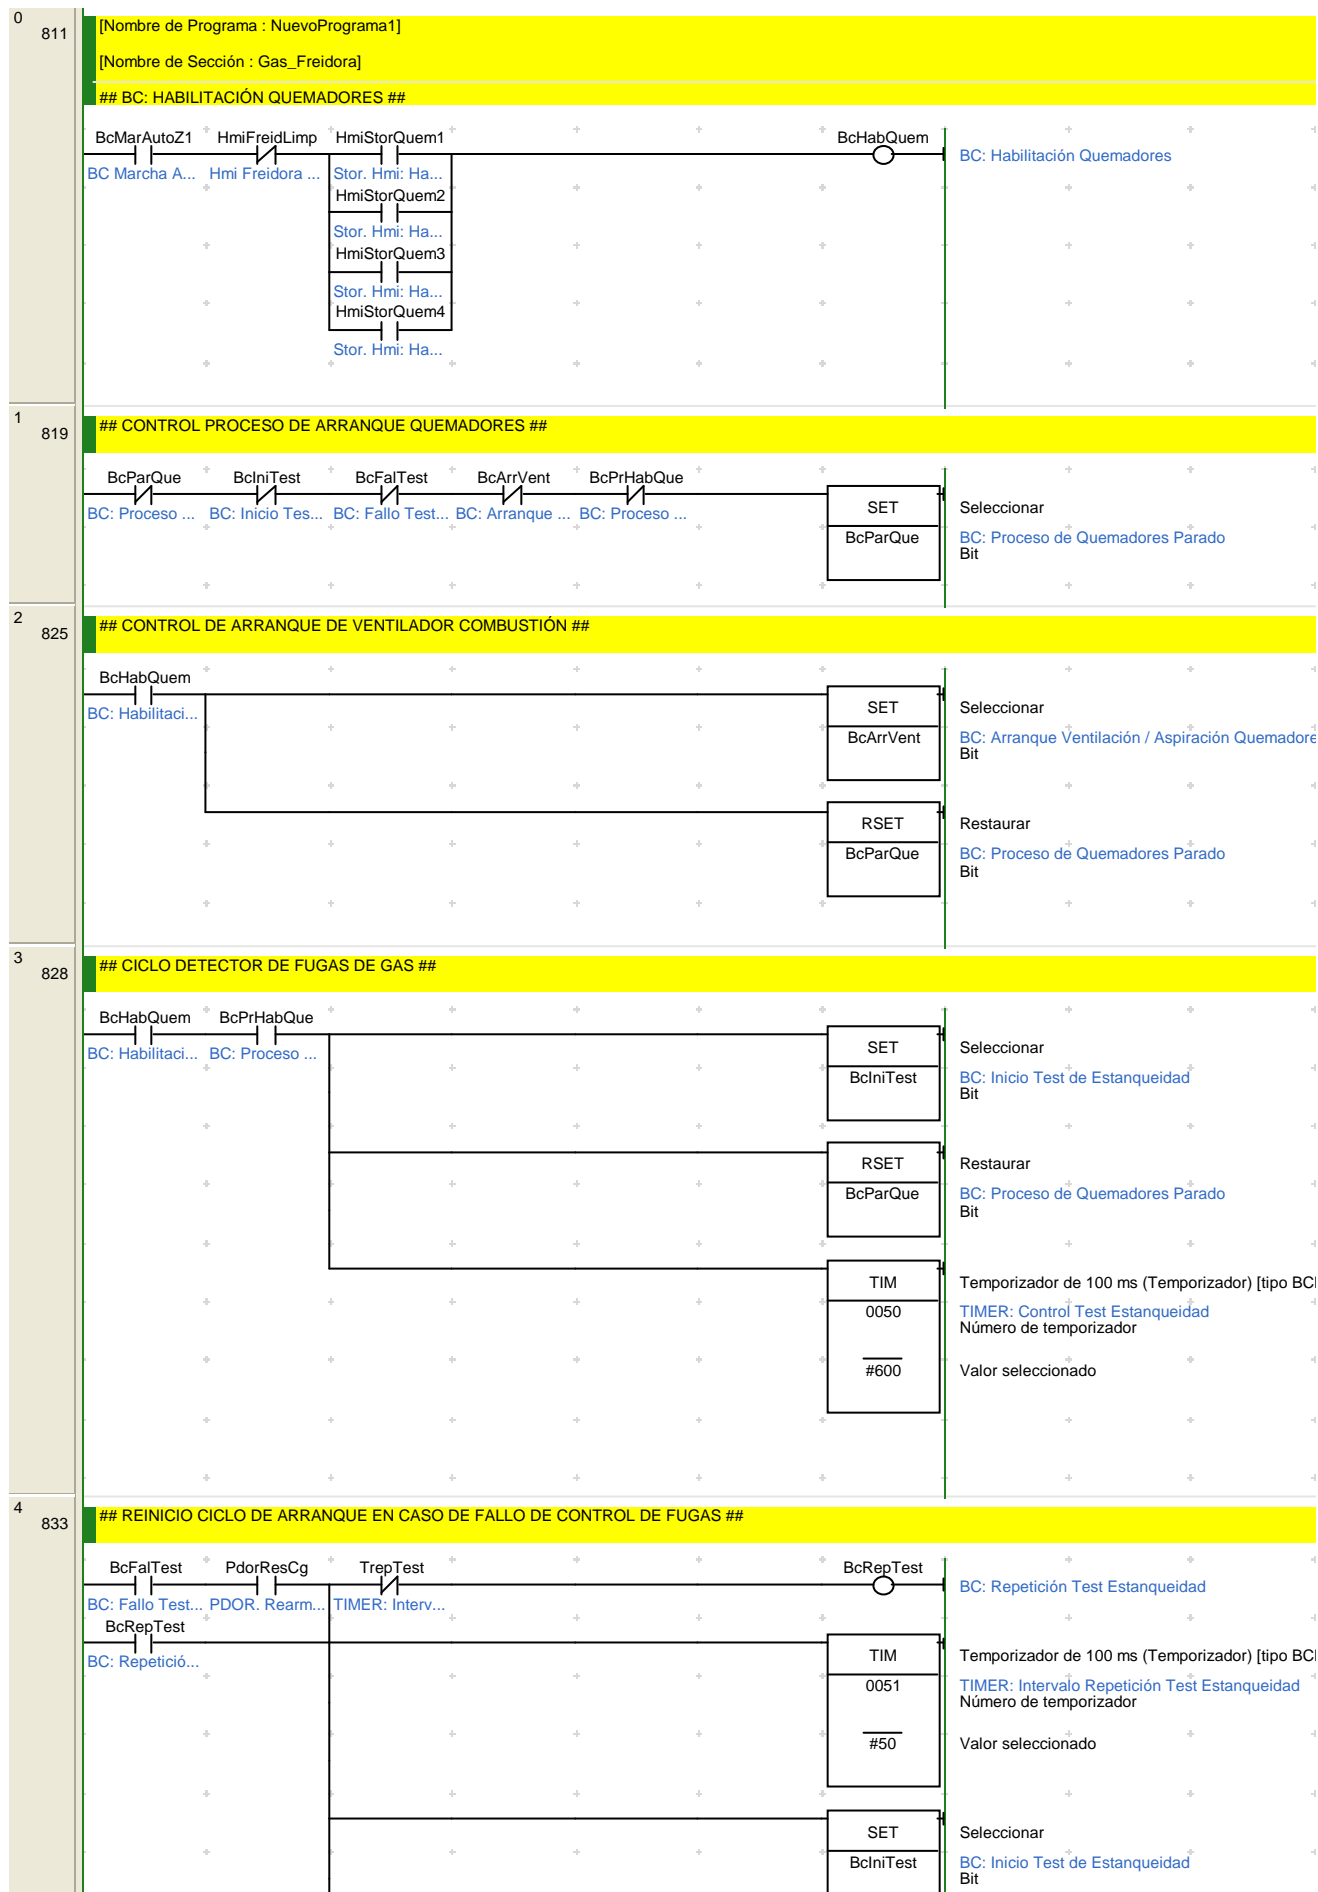 0
811
[Nombre de Programa : NuevoPrograma1]
[Nombre de Sección : Gas_Freidora]
## BC: HABILITACIÓN QUEMADORES ##
BcMarAutoZ1 HmiFreidLimp HmiStorQuem1 BcHabQuem
BC: Habilitación Quemadores
BC Marcha A... Hmi Freidora ... Stor. Hmi: Ha...
HmiStorQuem2
Stor. Hmi: Ha...
HmiStorQuem3
Stor. Hmi: Ha...
HmiStorQuem4
Stor. Hmi: Ha...
1
819
## CONTROL PROCESO DE ARRANQUE QUEMADORES ##
BcParQue BcIniTest BcFalTest BcArrVent BcPrHabQue
BC: Proceso ... BC: Inicio Tes... BC: Fallo Test... BC: Arranque ... BC: Proceso ...
SET Seleccionar
BcParQue BC: Proceso de Quemadores Parado
Bit
2
825
## CONTROL DE ARRANQUE DE VENTILADOR COMBUSTIÓN ##
BcHabQuem
BC: Habilitaci...
SET Seleccionar
BcArrVent BC: Arranque Ventilación / Aspiración Quemadore
Bit
RSET Restaurar
BcParQue BC: Proceso de Quemadores Parado
Bit
3
828
## CICLO DETECTOR DE FUGAS DE GAS ##
BcHabQuem BcPrHabQue
BC: Habilitaci... BC: Proceso ...
SET Seleccionar
BcIniTest BC: Inicio Test de Estanqueidad
Bit
RSET Restaurar
BcParQue BC: Proceso de Quemadores Parado
Bit
TIM Temporizador de 100 ms (Temporizador) [tipo BC
0050 TIMER: Control Test Estanqueidad
Número de temporizador
#600 Valor seleccionado
4
833
## REINICIO CICLO DE ARRANQUE EN CASO DE FALLO DE CONTROL DE FUGAS ##
BcFalTest PdorResCg TrepTest BcRepTest
BC: Repetición Test Estanqueidad
BC: Fallo Test... PDOR. Rearm... TIMER: Interv...
BcRepTest
BC: Repetició...
TIM Temporizador de 100 ms (Temporizador) [tipo BC
0051 TIMER: Intervalo Repetición Test Estanqueidad
Número de temporizador
#50 Valor seleccionado
SET Seleccionar
BcIniTest BC: Inicio Test de Estanqueidad
Bit